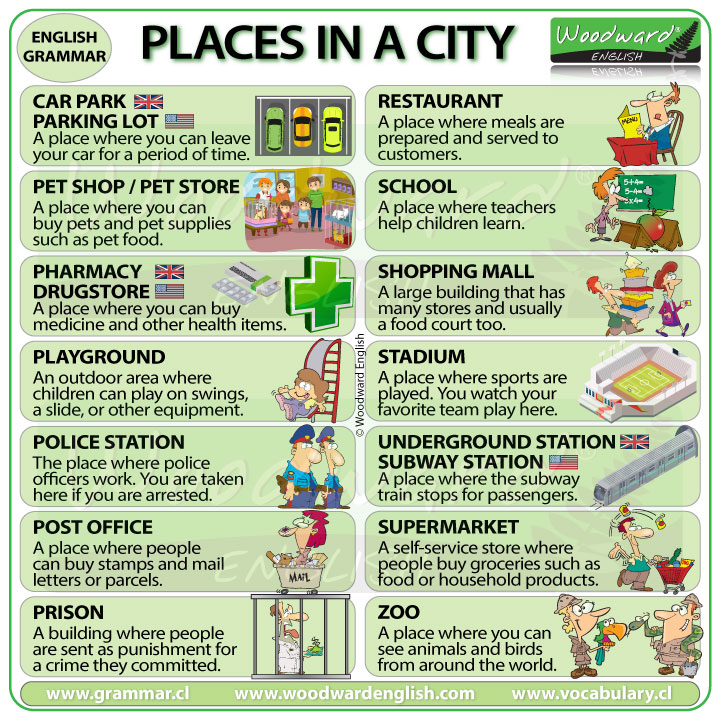 ENGLISH
GRAMMAR
PLACES IN A CITY
Woodward®
ENGLISH
CAR PARK
PARKING LOT
A place where you can leave
your car for a period of time.
PET SHOP / PET STORE
A place where you can
buy pets and pet supplies
such as pet food.
PHARMACY
DRUGSTORE
A place where you can buy
medicine and other health items.
PLAYGROUND
An outdoor area where
children can play on swings,
a slide, or other equipment.
POLICE STATION
The place where police
officers work. You are taken
here if you are arrested.
POST OFFICE
A place where people
can buy stamps and mail
letters or parcels.
MAIL
PRISON
A building where people
are sent as punishment for
a crime they committed.
© Woodward English
RESTAURANT
A place where meals are
prepared and served to
customers.
MENU
SCHOOL
A place where teachers
help children learn.
5+4=
5-4=
5x4=
SHOPPING MALL
A large building that has
many stores and usually
a food court too.
STADIUM
A place where sports are
played. You watch your
favorite team play here.
UNDERGROUND STATION
SUBWAY STATION
A place where the subway
train stops for passengers.
SUPERMARKET
A self-service store where
people buy groceries such as
food or household products.
ZOO
A place where you can
see animals and birds
from around the world.
www.grammar.cl www.woodwardenglish.com www.vocabulary.cl